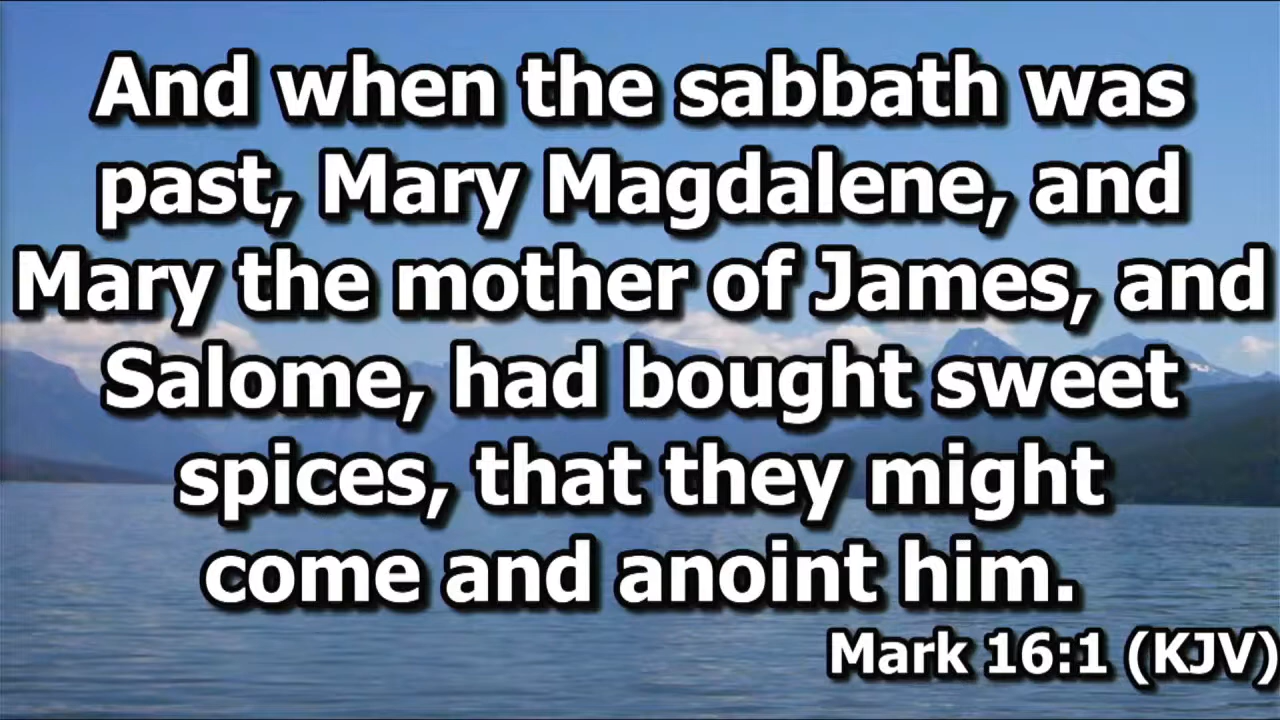 And when the sabbath was
past, Mary Magdalene, and
Mary the mother of James, and
Salome, had bought sweet
spices, that they might
come and anoint him.
Mark 16:1 (KJV)